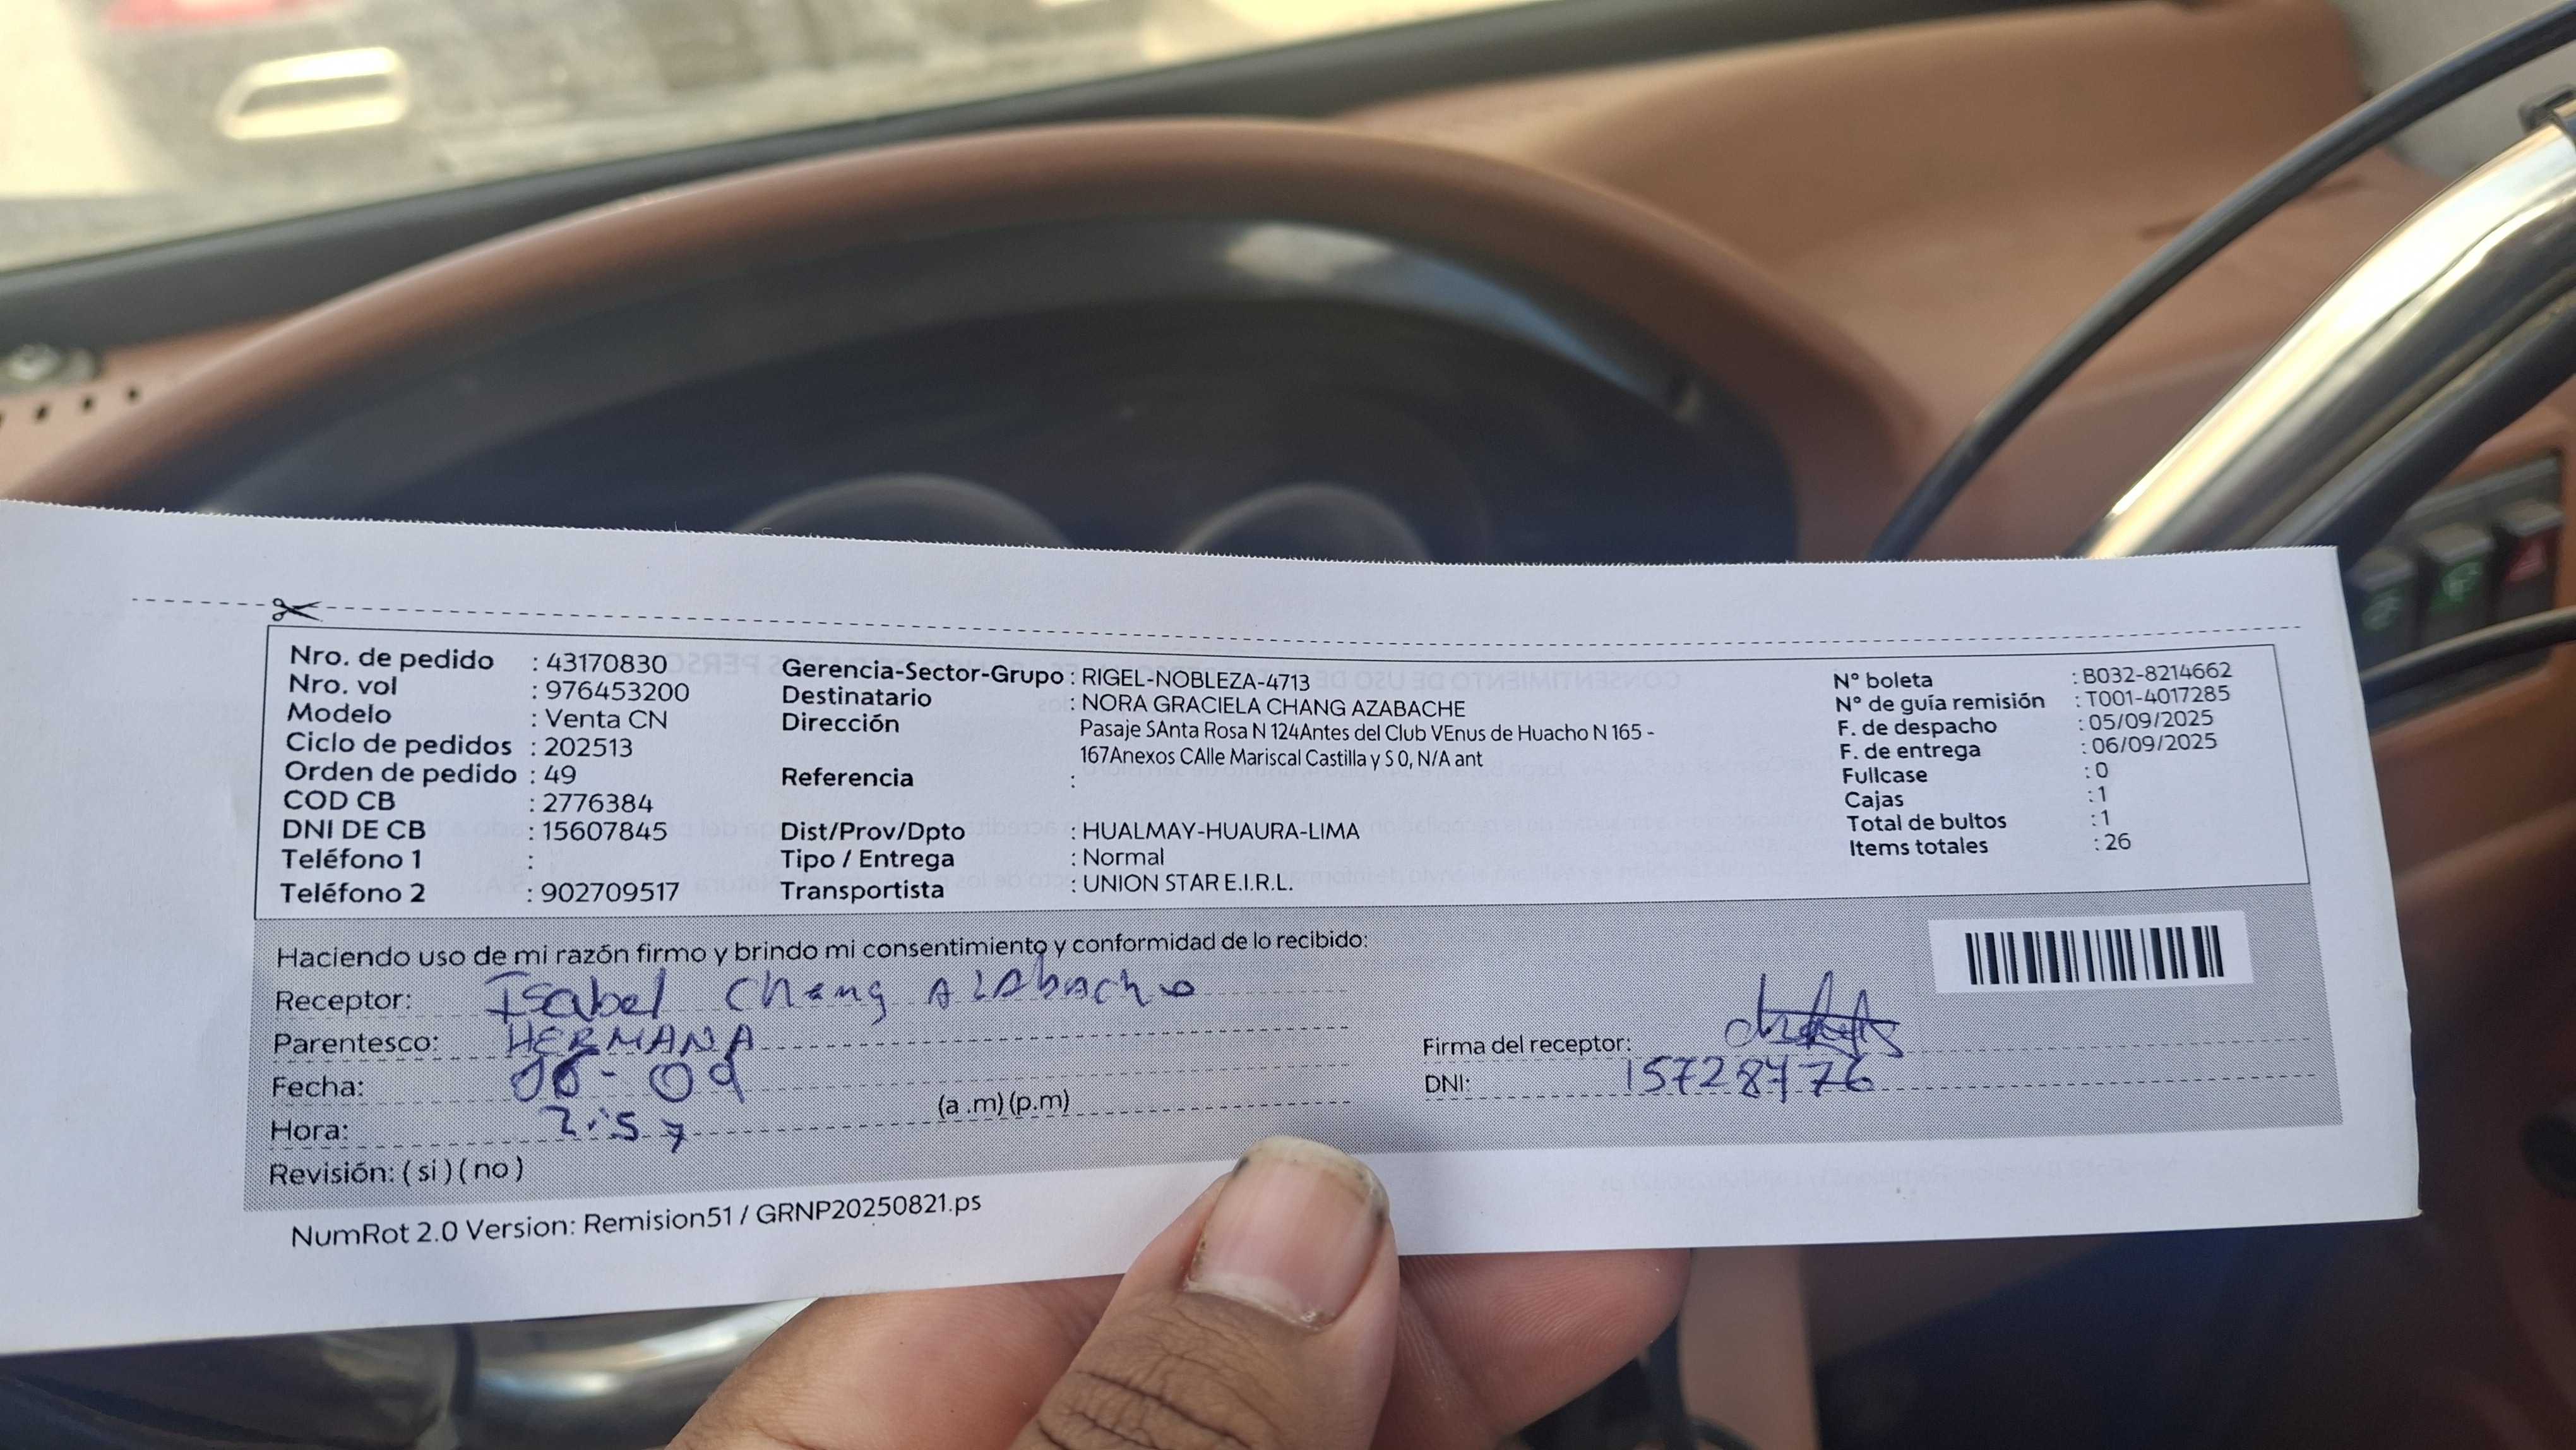 Nro. de pedido : 43170830
Nro. vol : 976453200
Modelo : Venta CN
Ciclo de pedidos : 202513
Orden de pedido : 49
COD CB : 2776384
DNI DE CB : 15607845
Teléfono 1 :
Teléfono 2 : 902709517
Gerencia-Sector-Grupo : RIGEL-NOBLEZA-4713
Destinatario : NORA GRACIELA CHANG AZABACHE
Dirección Pasaje SAnta Rosa N 124Antes del Club VEnus de Huacho N 165 -
167Anexos CAlle Mariscal Castilla y S 0, N/A ant
Referencia :
Dist/Prov/Dpto : HUALMAY-HUAURA-LIMA
Tipo / Entrega : Normal
Transportista : UNION STAR E.I.R.L.
N° boleta : B032-8214662
N° de guía remisión : T001-4017285
F. de despacho : 05/09/2025
F. de entrega : 06/09/2025
Fullcase : 0
Cajas : 1
Total de bultos : 1
Items totales : 26
Haciendo uso de mi razón firmo y brindo mi consentimiento y conformidad de lo recibido:
Receptor: Isabel Chang
Parentesco: HERMANA
Fecha: 06-09
Hora: (a .m) (p.m)
Revisión: ( si ) ( no )
Firma del receptor:
DNI:
NumRot 2.0 Version: Remision51 / GRNP20250821.ps